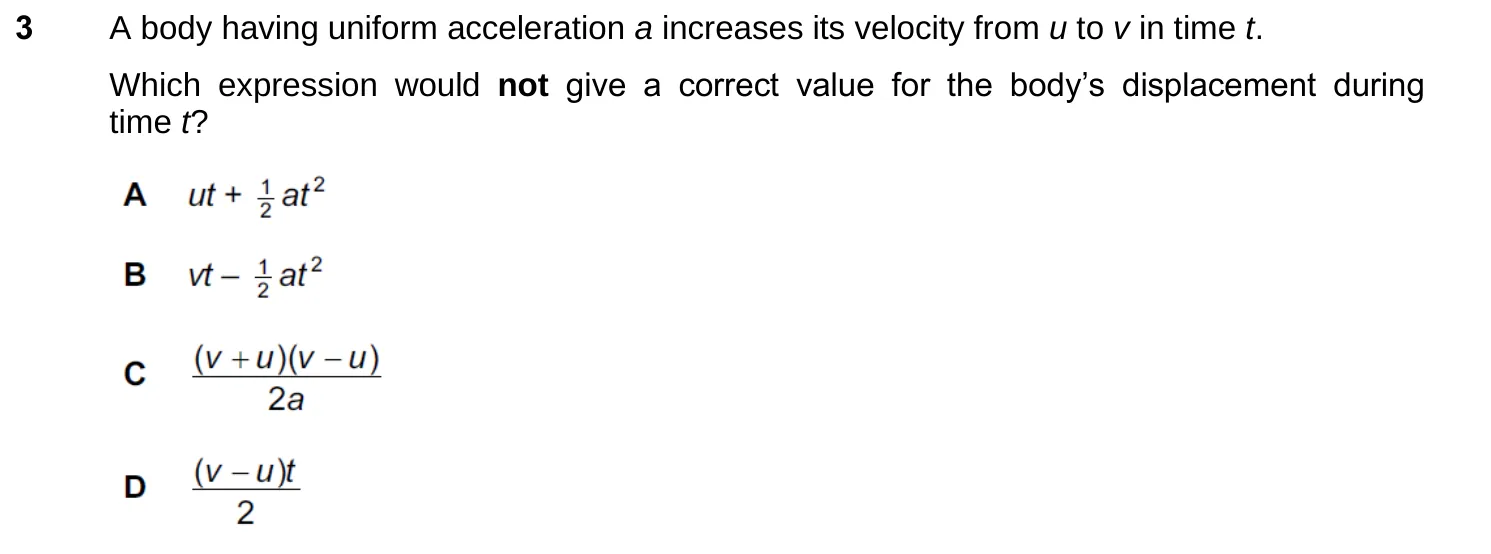 3 A body having uniform acceleration a increases its velocity from u to v in time t.
Which expression would not give a correct value for the body’s displacement during
time t?
A ut + 1/2 at²
B vt – 1/2 at²
C (v + u)(v – u) / 2a
D (v – u)t / 2